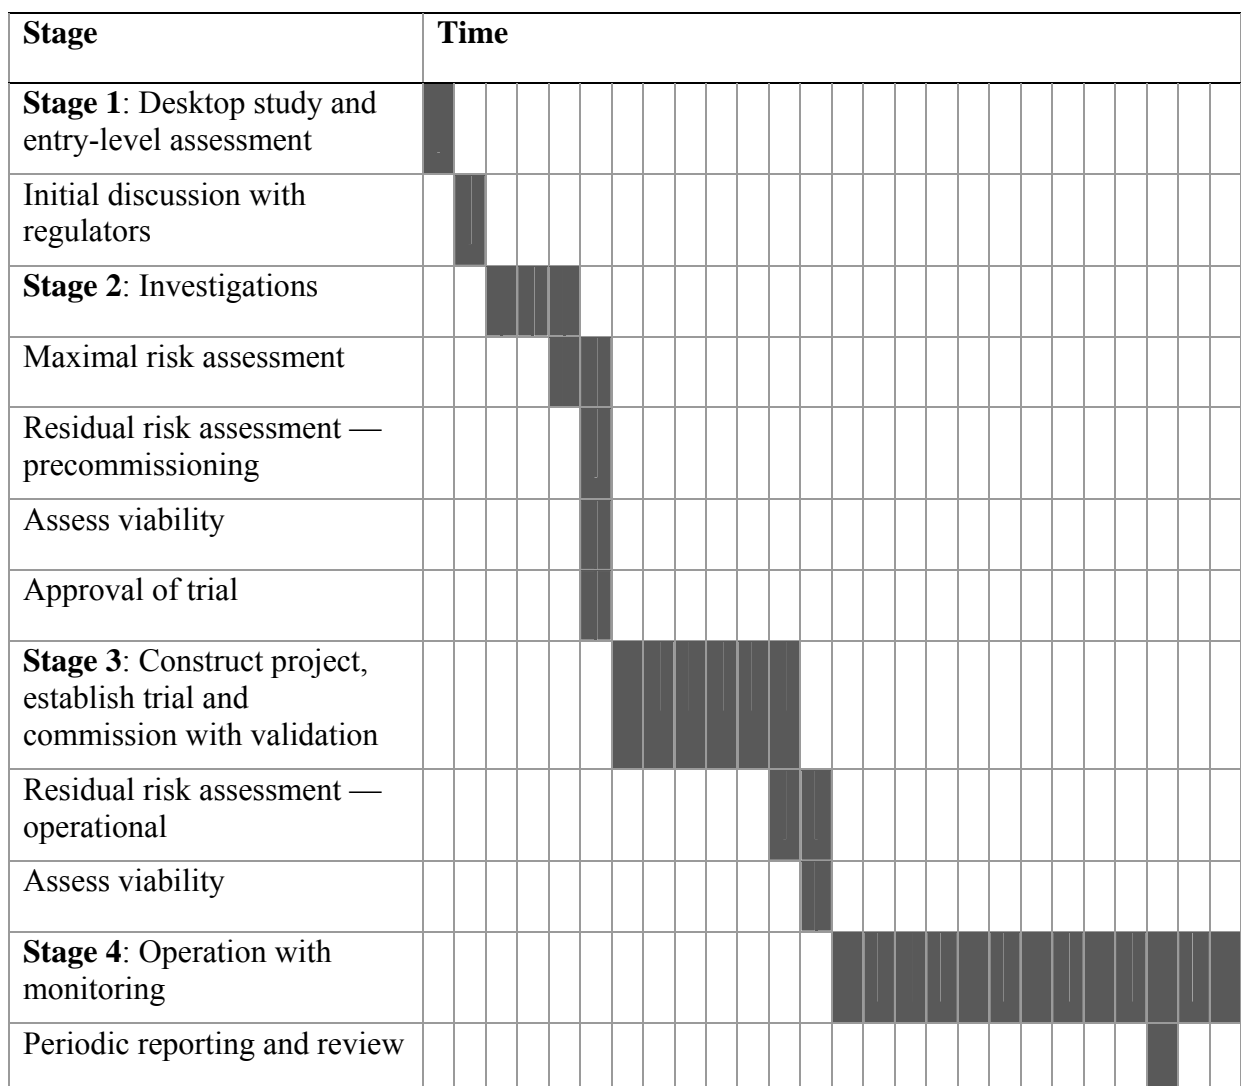 Stage Time
Stage 1: Desktop study and
entry-level assessment
Initial discussion with
regulators
Stage 2: Investigations
Maximal risk assessment
Residual risk assessment —
precommissioning
Assess viability
Approval of trial
Stage 3: Construct project,
establish trial and
commission with validation
Residual risk assessment —
operational
Assess viability
Stage 4: Operation with
monitoring
Periodic reporting and review